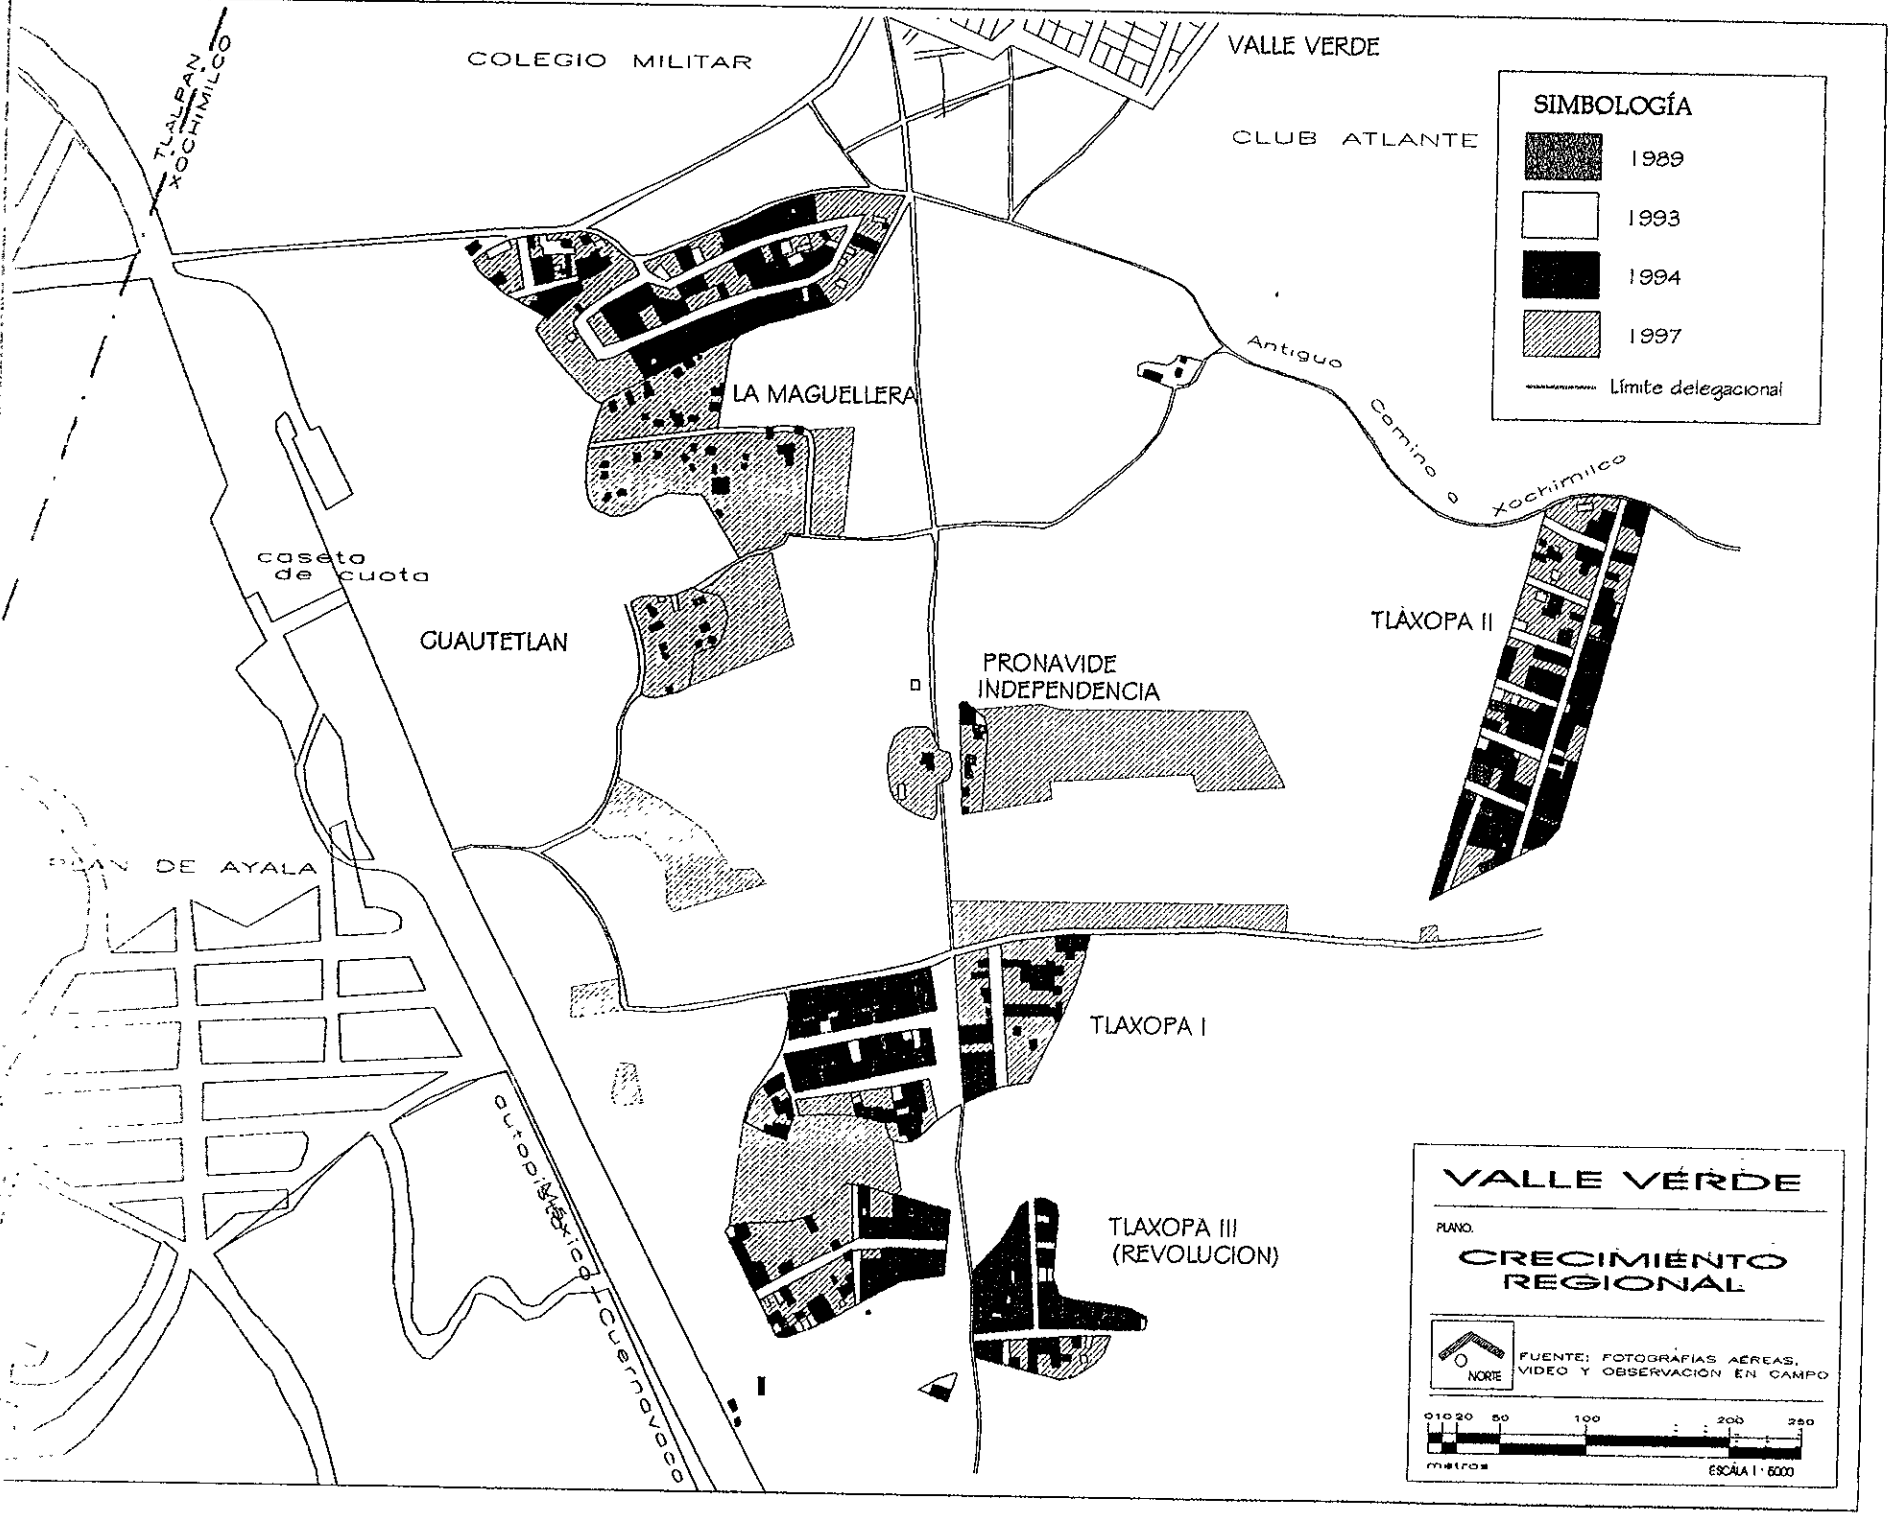 TLALPAN
XOCHIMILCO
COLEGIO MILITAR
VALLE VERDE
CLUB ATLANTE
SIMBOLOGÍA
1989
1993
1994
1997
Límite delegacional
LA MAGUELLERA
Antiguo
Camino a
Xochimilco
caseta
de cuota
CUAUTETLAN
TLAXOPA II
PRONAVIDE
INDEPENDENCIA
PLAN DE AYALA
TLAXOPA I
autopista México-Cuernavaca
TLAXOPA III
(REVOLUCION)
VALLE VERDE
PLANO.
CRECIMIENTO
REGIONAL
NORTE
FUENTE: FOTOGRAFIAS AEREAS,
VIDEO Y OBSERVACION EN CAMPO
0 10 20 50 100 200 250
metros
ESCALA 1:5000